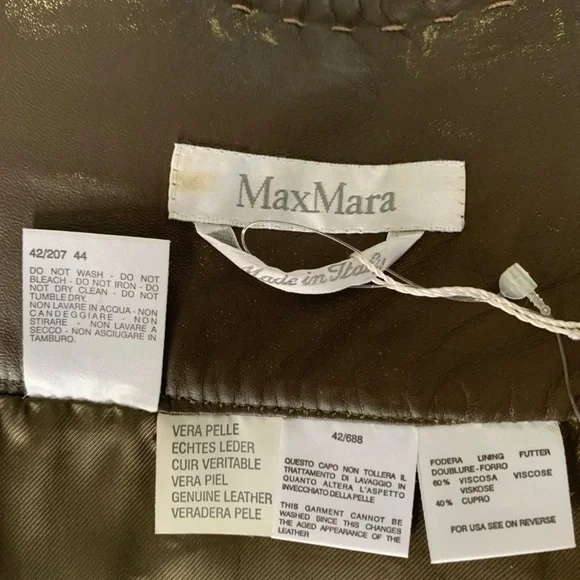 MaxMara
Made in Italy
42/207 44
DO NOT WASH - DO NOT
BLEACH - DO NOT IRON - DO
NOT DRY CLEAN - DO NOT
TUMBLE DRY.
NON LAVARE IN ACQUA - NON
CANDEGGIARE - NON
STIRARE - NON LAVARE A
SECCO - NON ASCIUGARE IN
TAMBURO.
VERA PELLE
ECHTES LEDER
CUIR VERITABLE
VERA PIEL
GENUINE LEATHER
VERADERA PELE
42/688
QUESTO CAPO NON TOLLERA IL
TRATTAMENTO DI LAVAGGIO IN
QUANTO ALTERA L'ASPETTO
INVECCHIATO DELLA PELLE
THIS GARMENT CANNOT BE
WASHED SINCE THIS CHANGES
THE AGED APPEARANCE OF THE
LEATHER
FODERA LINING FUTTER
DOUBLURE-FORRO
60% VISCOSA VISCOSE
VISKOSE
40% CUPRO
FOR USA SEE ON REVERSE